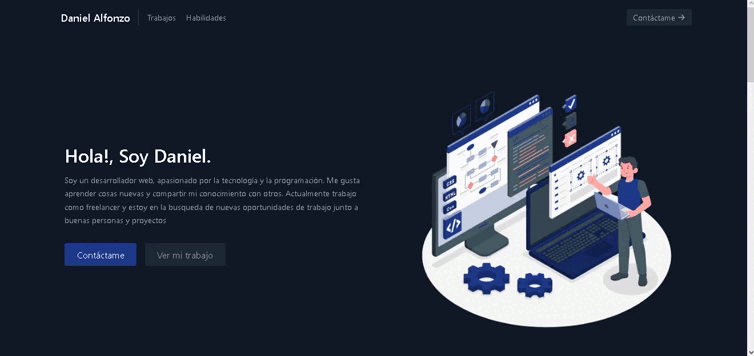 Daniel Alfonzo
Trabajos
Habilidades
Contáctame →
Hola!, Soy Daniel.
Soy un desarrollador web, apasionado por la tecnología y la programación. Me gusta
aprender cosas nuevas y compartir mi conocimiento con otros. Actualmente trabajo
como freelancer y estoy en la busqueda de nuevas oportunidades de trabajo junto a
buenas personas y proyectos
Contáctame
Ver mi trabajo
CSS
HTML
C++